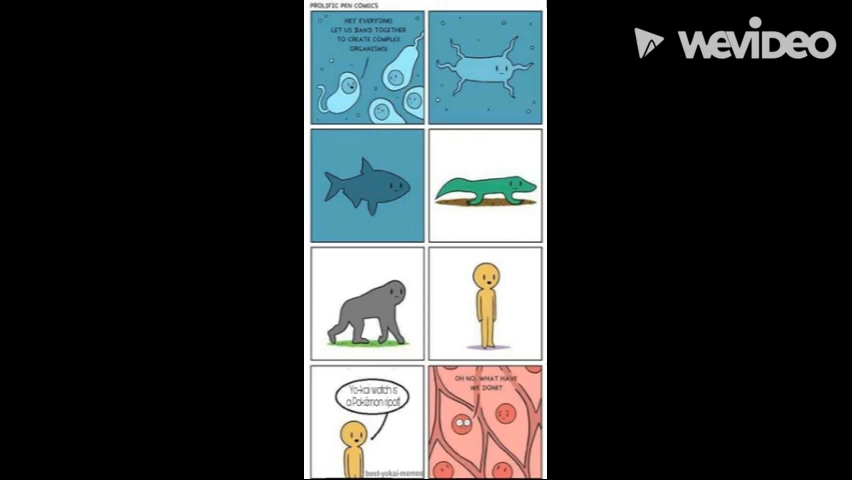 PROLIFIC PEN COMICS
HEY EVERYONE!
LET US BAND TOGETHER
TO CREATE COMPLEX
ORGANISMS!
WEVIDEO
Yo-kai watch is
a Pokémon ripoff
best-yokai-memes
OH NO, WHAT HAVE
WE DONE?